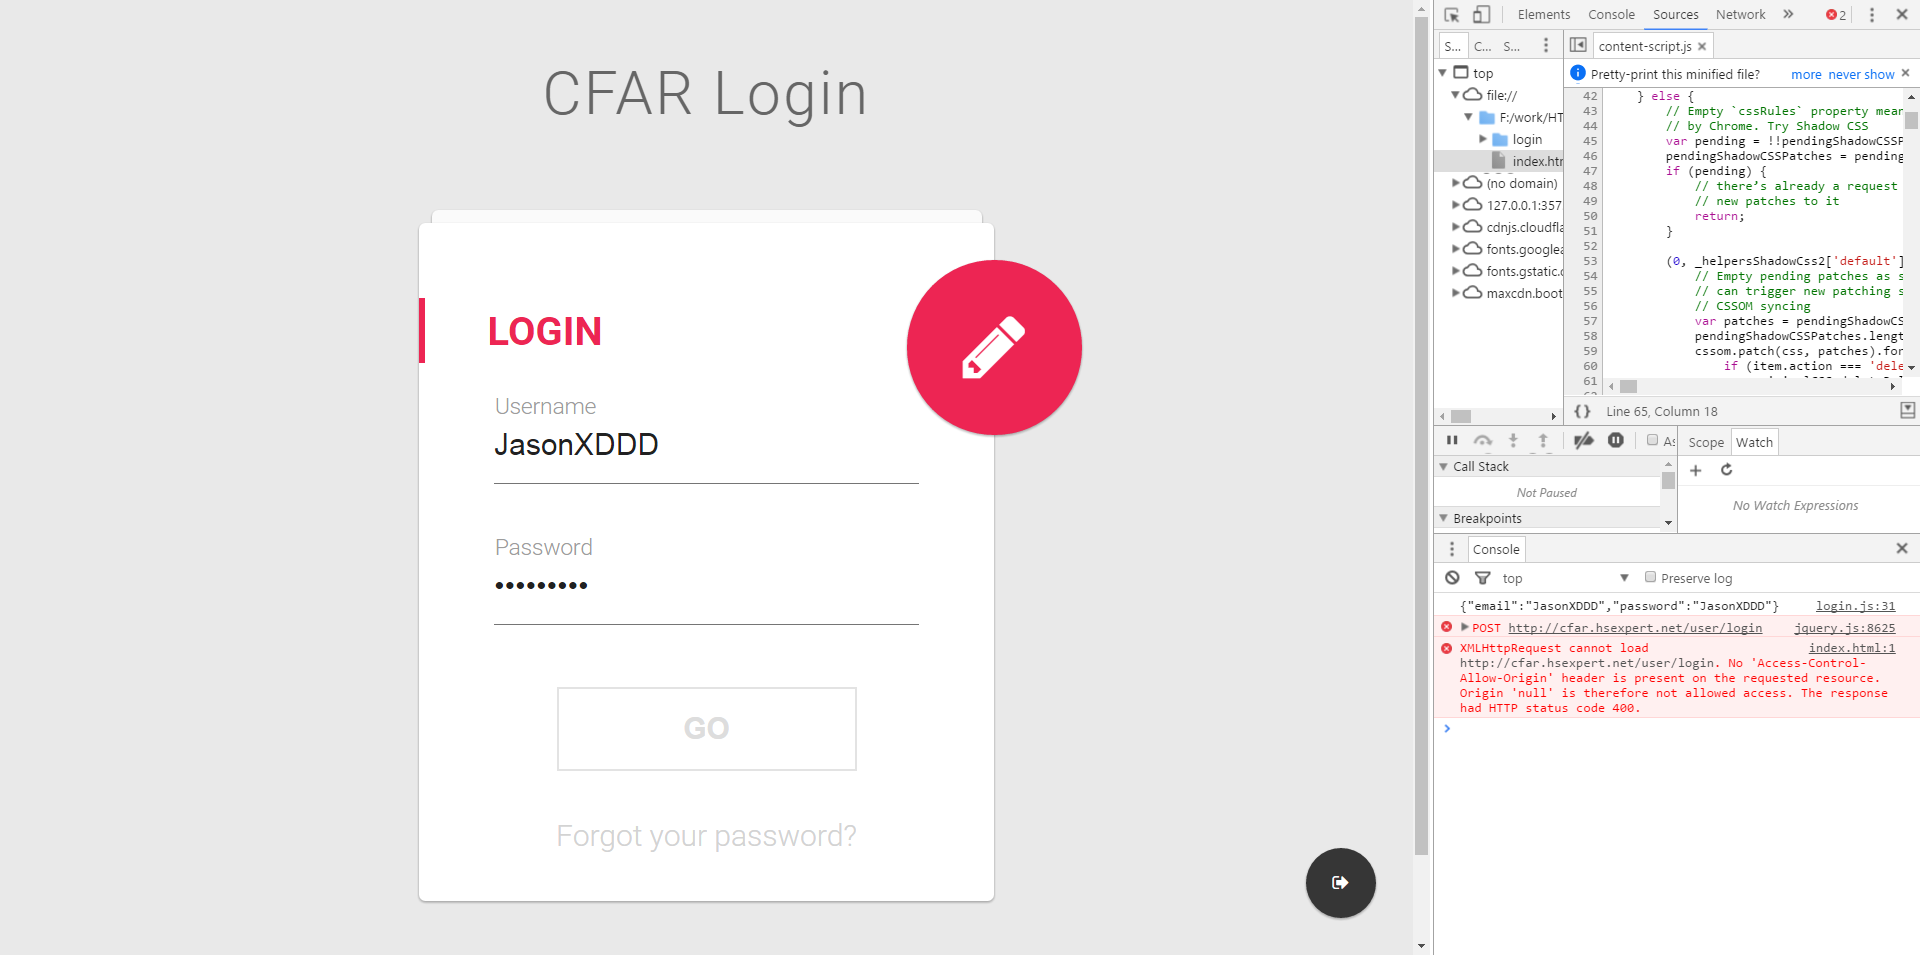 CFAR Login
LOGIN
Username
JasonXDDD
Password
•••••••••
GO
Forgot your password?
Elements Console Sources Network » 2
S... C... S...
content-script.js ×
Pretty-print this minified file? more never show ×
top
file://
F:/work/HT
login
index.htm
(no domain)
127.0.0.1:357
cdnjs.cloudfla
fonts.googlea
fonts.gstatic.c
maxcdn.boot
42 } else {
43 // Empty `cssRules` property mean
44 // by Chrome. Try Shadow CSS
45 var pending = !!pendingShadowCSSP
46 pendingShadowCSSPatches = pending
47 if (pending) {
48 // there’s already a request
49 // new patches to it
50 return;
51 }
52
53 (0, _helpersShadowCss2['default']
54 // Empty pending patches as s
55 // can trigger new patching s
56 // CSSOM syncing
57 var patches = pendingShadowCS
58 pendingShadowCSSPatches.lengt
59 cssom.patch(css, patches).for
60 if (item.action === 'dele
61
{ } Line 65, Column 18
As
Scope Watch
Call Stack
Not Paused
Breakpoints
No Watch Expressions
Console
top Preserve log
{"email":"JasonXDDD","password":"JasonXDDD"} login.js:31
POST http://cfar.hsexpert.net/user/login jquery.js:8625
XMLHttpRequest cannot load index.html:1
http://cfar.hsexpert.net/user/login. No 'Access-Control-
Allow-Origin' header is present on the requested resource.
Origin 'null' is therefore not allowed access. The response
had HTTP status code 400.